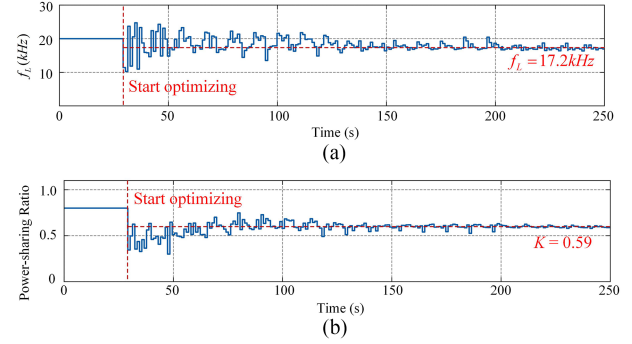 30
20
10
f_L (kHz)
Start optimizing
f_L = 17.2kHz
0 50 100 150 200 250
Time (s)
(a)
1.0
0.5
0
Power-sharing Ratio
Start optimizing
K = 0.59
0 50 100 150 200 250
Time (s)
(b)